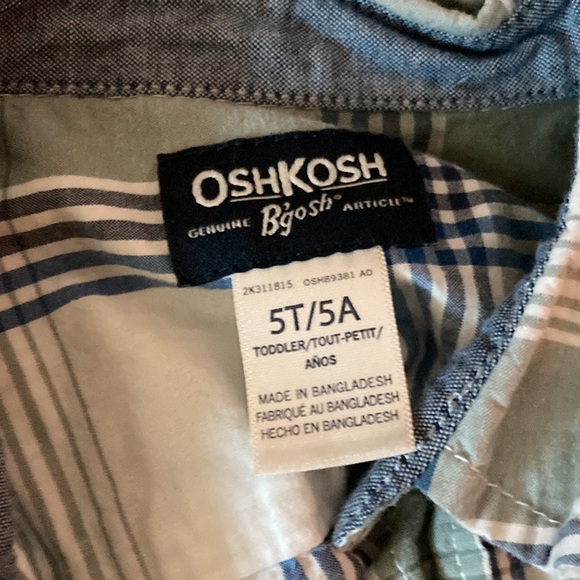 OSHKOSH
GENUINE B'gosh® ARTICLE™
2K311815 OSH89381 AD
5T/5A
TODDLER/TOUT-PETIT/
AÑOS
MADE IN BANGLADESH
FABRIQUÉ AU BANGLADESH
HECHO EN BANGLADESH